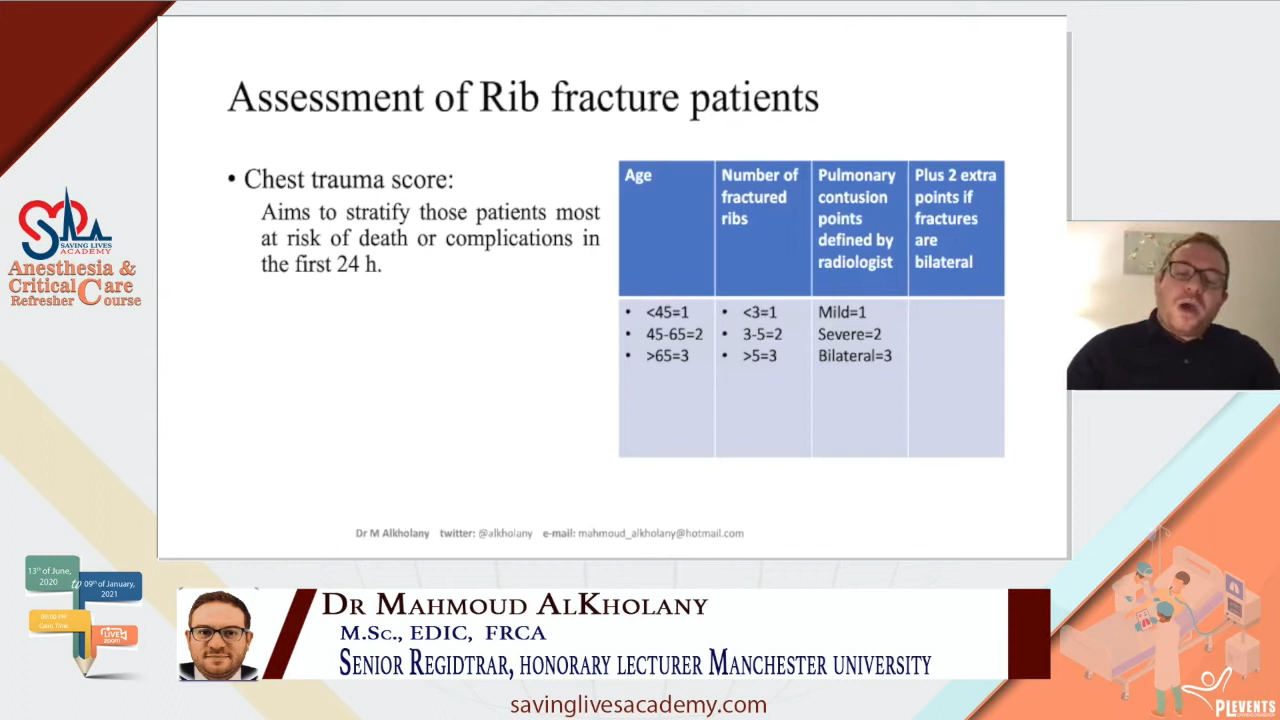 Assessment of Rib fracture patients
• Chest trauma score:
Aims to stratify those patients most
at risk of death or complications in
the first 24 h.
Age
Number of
fractured
ribs
Pulmonary
contusion
points
defined by
radiologist
Plus 2 extra
points if
fractures
are
bilateral
• <45=1
• 45-65=2
• >65=3
• <3=1
• 3-5=2
• >5=3
Mild=1
Severe=2
Bilateral=3
Dr M Alkholany twitter: @alkholany e-mail: mahmoud_alkholany@hotmail.com
SAVING LIVES
ACADEMY
Anesthesia &
Critical Care
Refresher Course
13th of June,
2020
to
09th of January,
2021
LIVE
zoom
DR MAHMOUD ALKHOLANY
M.SC., EDIC, FRCA
SENIOR REGIDTRAR, HONORARY LECTURER MANCHESTER UNIVERSITY
savinglivesacademy.com
PLEVENTS